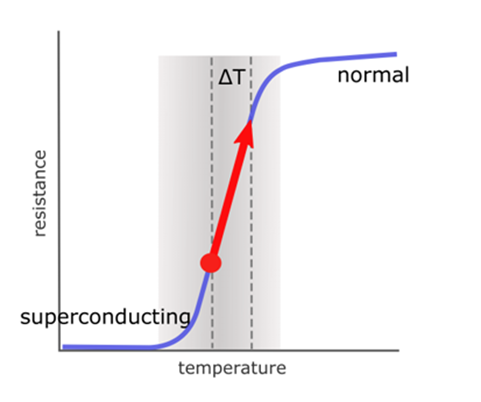 ΔT
normal
resistance
superconducting
temperature